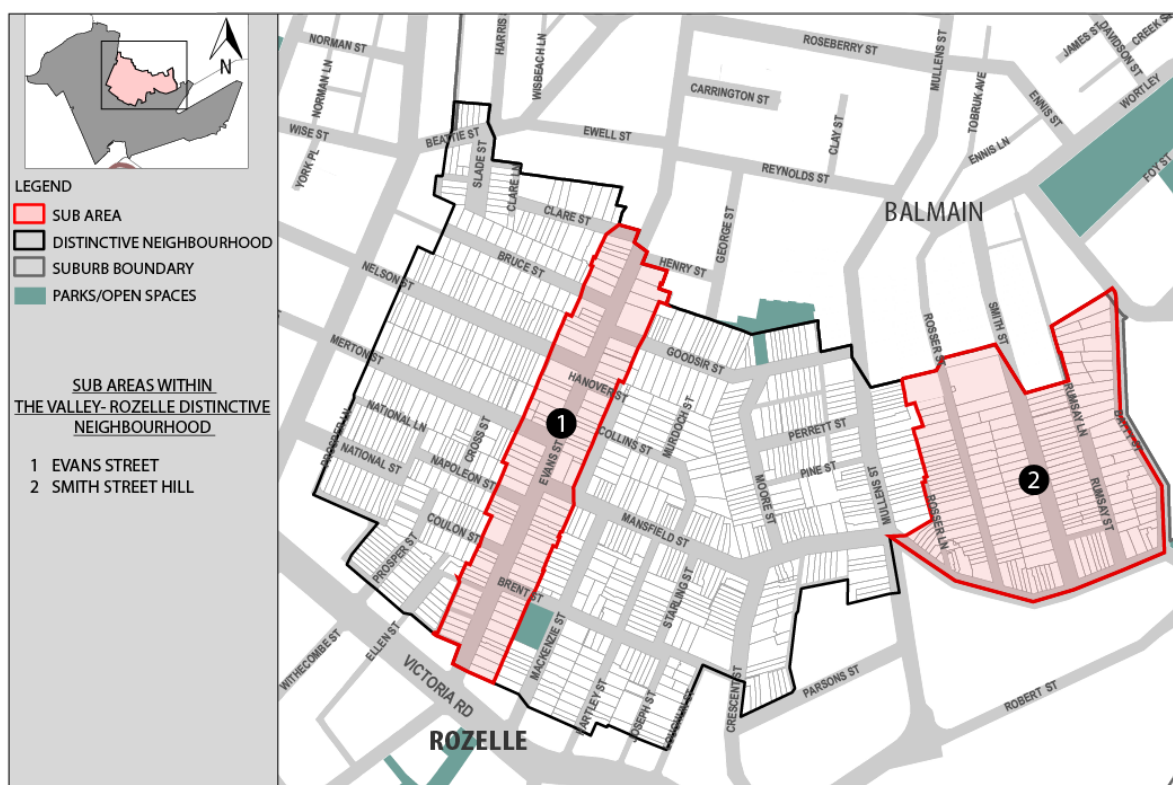 N
LEGEND
SUB AREA
DISTINCTIVE NEIGHBOURHOOD
SUBURB BOUNDARY
PARKS/OPEN SPACES
SUB AREAS WITHIN
THE VALLEY- ROZELLE DISTINCTIVE
NEIGHBOURHOOD
1 EVANS STREET
2 SMITH STREET HILL
NORMAN ST
HARRIS
WISBEACH LN
NORMAN LN
ROSEBERRY ST
MULLENS ST
JAMES ST
DAVIDSON ST
CREEK ST
WORTLEY
CARRINGTON ST
TOBRUK AVE
ENNIS ST
WISE ST
BEATTIE ST
EWELL ST
CLAY ST
ENNIS LN
FOY ST
YORK PL
SLADE ST
CLARE LN
REYNOLDS ST
CLARE ST
GEORGE ST
BALMAIN
BRUCE ST
HENRY ST
NELSON ST
MERTON ST
GOODSIR ST
ROSSER ST
SMITH ST
HANOVER ST
NATIONAL LN
PROSPER LN
CROSS ST
1
EVANS ST
COLLINS ST
MURDOCH ST
PERRETT ST
RUMSAY LN
BATTY ST
NATIONAL ST
NAPOLEON ST
PINE ST
MOORE ST
MULLENS ST
2
RUMSAY ST
COULON ST
MANSFIELD ST
ROSSER LN
PROSPER ST
BRENT ST
STARLING ST
MACKENZIE ST
WITHECOMBE ST
ELLEN ST
VICTORIA RD
HARTLEY ST
JOSEPH ST
CRESCENT ST
PARSONS ST
ROBERT ST
ROZELLE